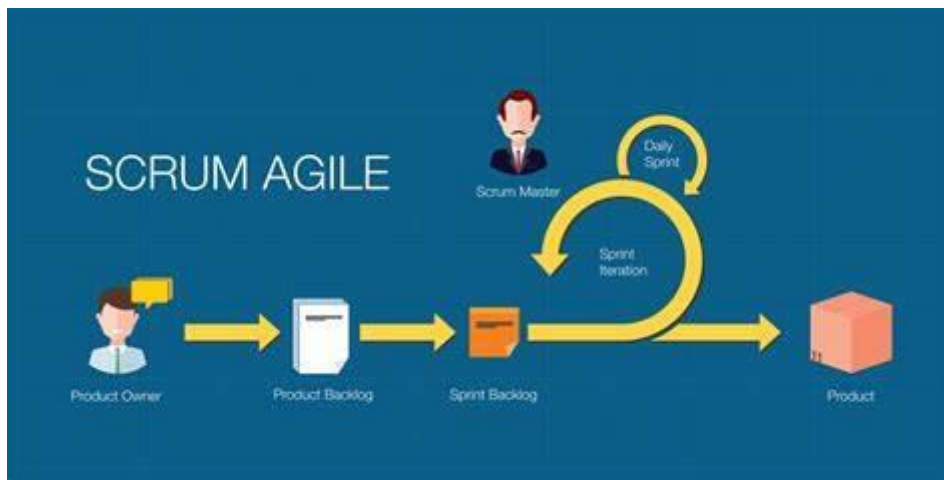 SCRUM AGILE
Scrum Master
Daily
Sprint
Sprint
Iteration
Product Owner
Product Backlog
Sprint Backlog
Product